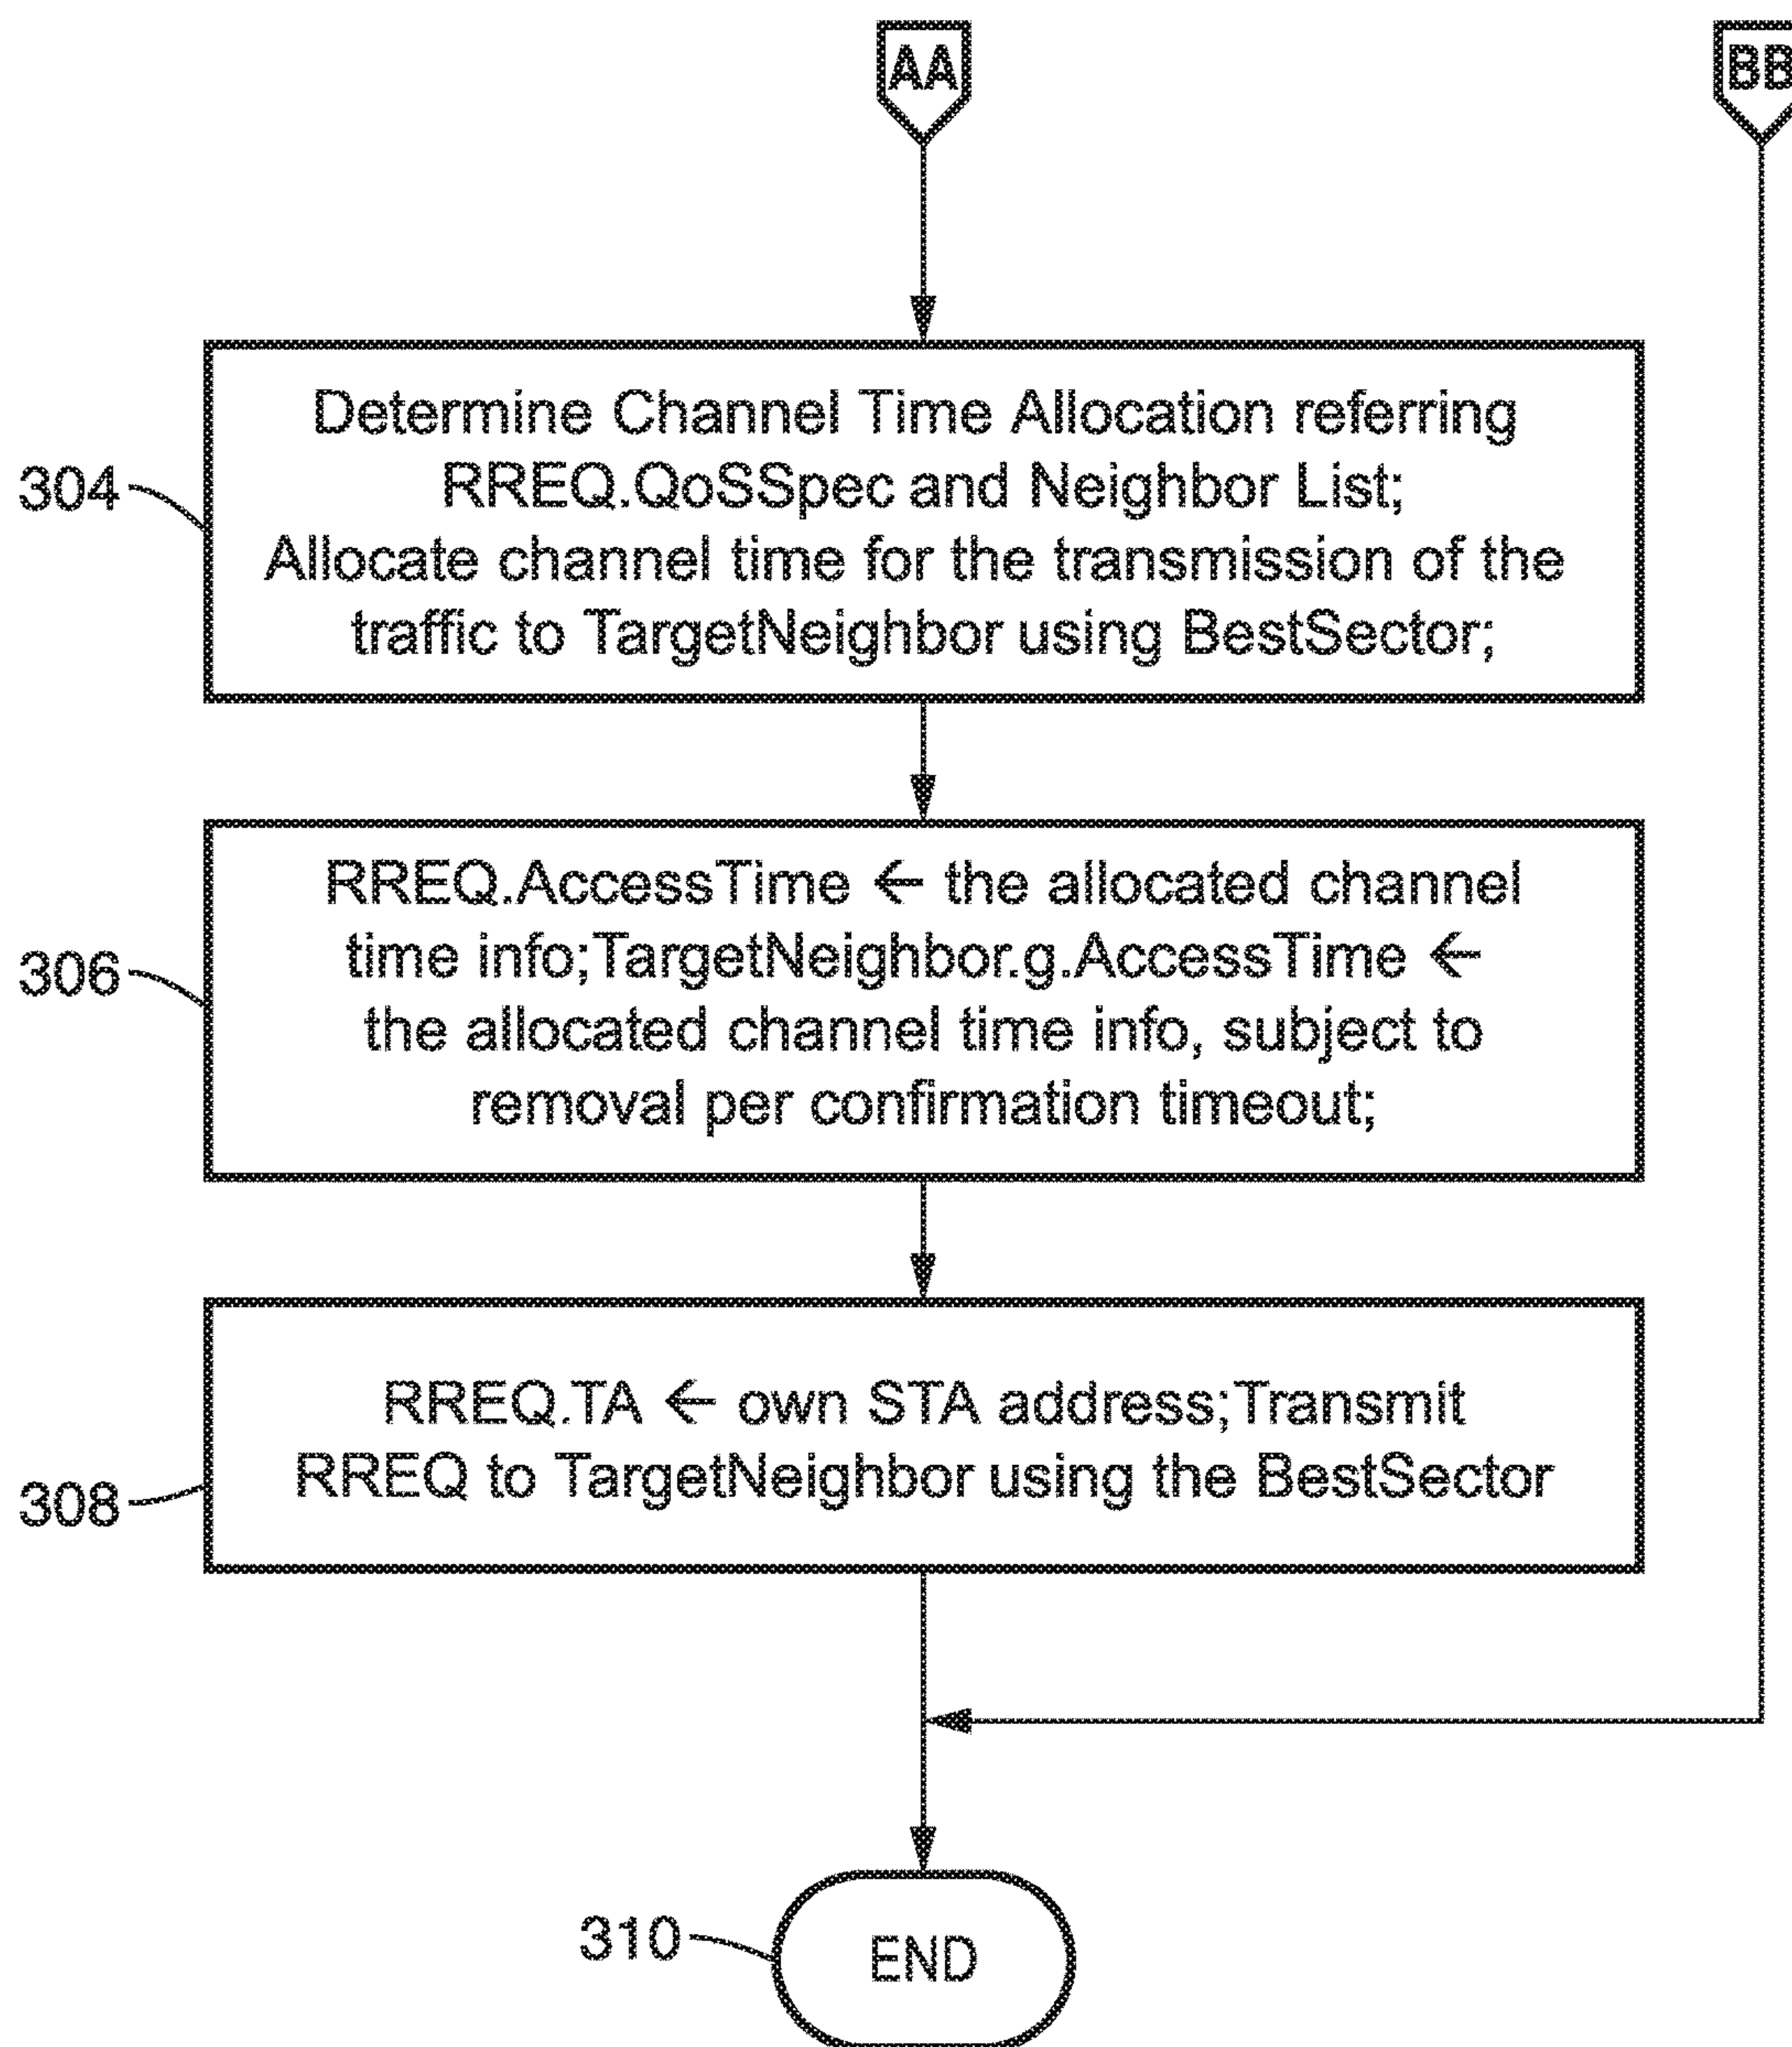 AA
BB
Determine Channel Time Allocation referring
304
RREQ.QoSSpec and Neighbor List;
Allocate channel time for the transmission of the
traffic to TargetNeighbor using BestSector;
RREQ.AccessTime ← the allocated channel
306
time info;TargetNeighbor.g.AccessTime ←
the allocated channel time info, subject to
removal per confirmation timeout;
RREQ.TA ← own STA address;Transmit
308
RREQ to TargetNeighbor using the BestSector
310
END